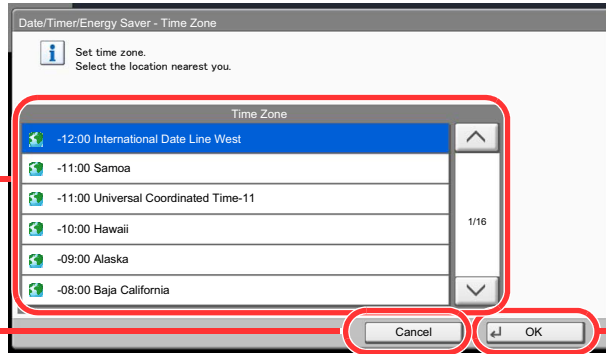 Date/Timer/Energy Saver - Time Zone
Set time zone.
Select the location nearest you.
Time Zone
-12:00 International Date Line West
-11:00 Samoa
-11:00 Universal Coordinated Time-11
1/16
-10:00 Hawaii
-09:00 Alaska
-08:00 Baja California
Cancel
OK